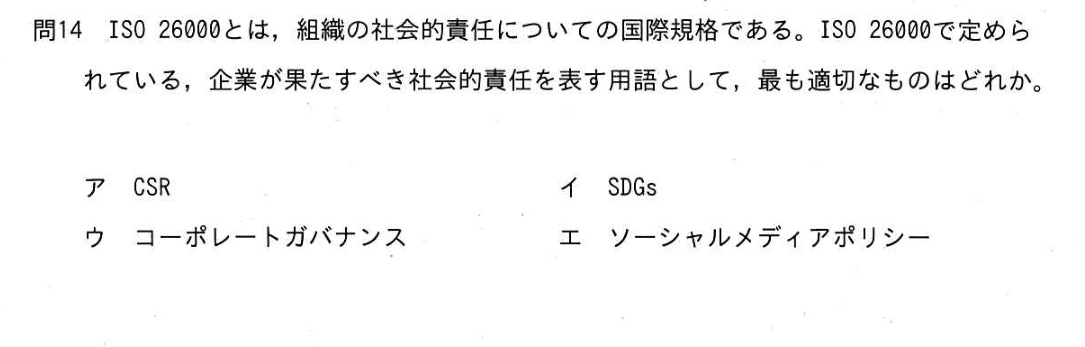 問14 ISO 26000とは，組織の社会的責任についての国際規格である。ISO 26000で定めら
れている，企業が果たすべき社会的責任を表す用語として，最も適切なものはどれか。
ア CSR イ SDGs
ウ コーポレートガバナンス エ ソーシャルメディアポリシー